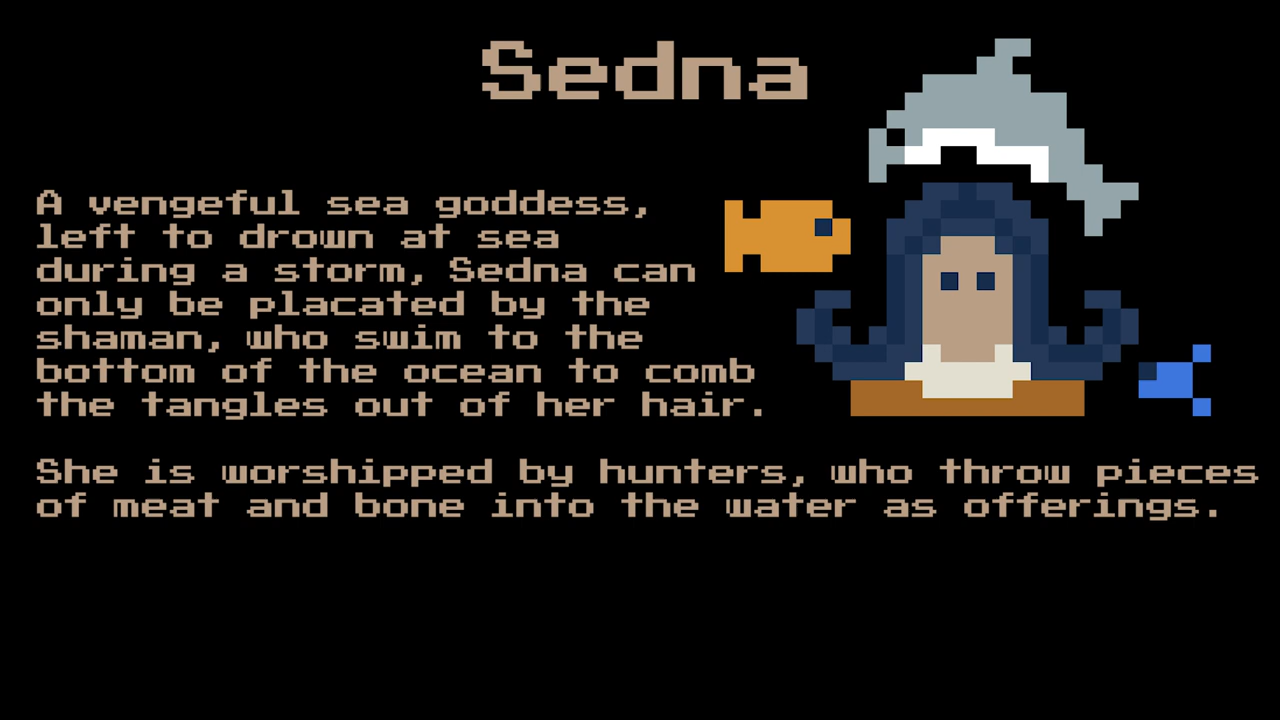 Sedna
A vengeful sea goddess,
left to drown at sea
during a storm, Sedna can
only be placated by the
shaman, who swim to the
bottom of the ocean to comb
the tangles out of her hair.
She is worshipped by hunters, who throw pieces
of meat and bone into the water as offerings.